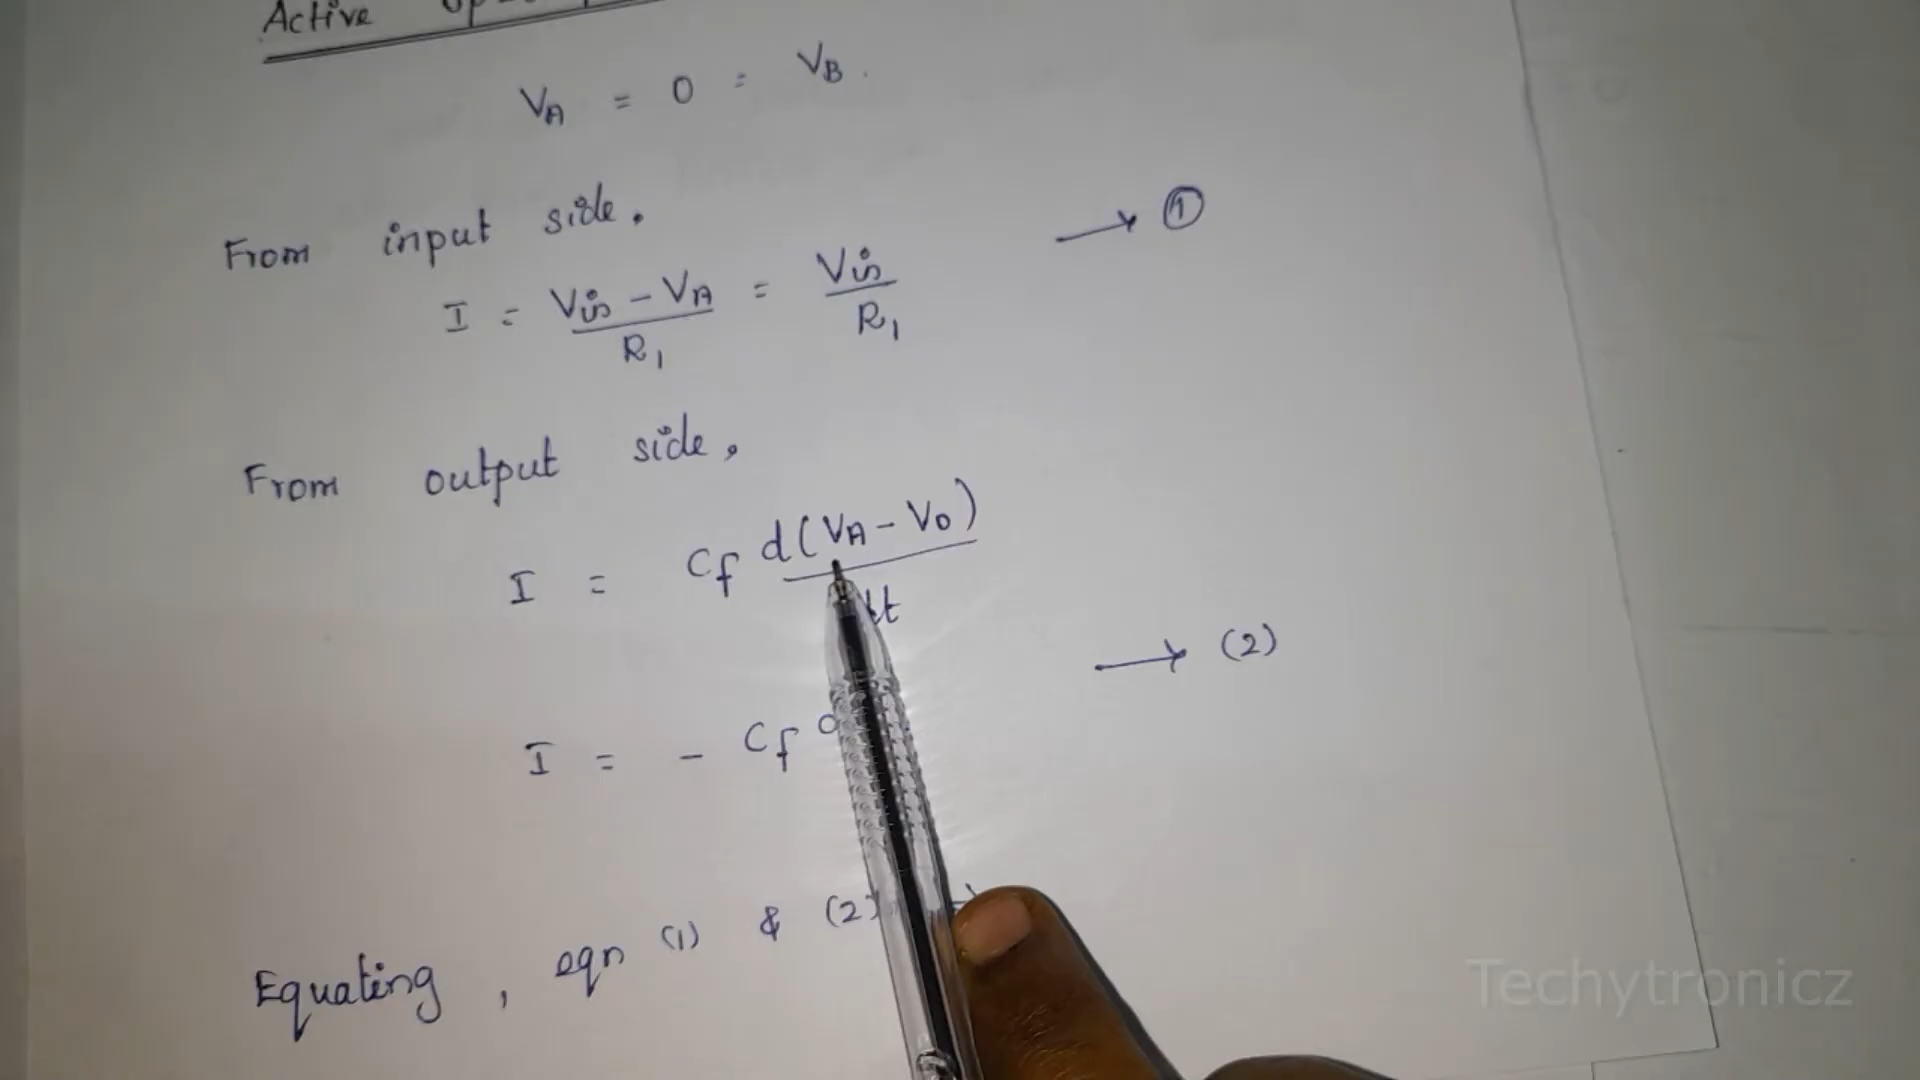 Active
VA = 0 = VB.
From input side.
I = Vin - VA / R1 = Vin / R1 → ①
From output side,
I = Cf d(VA - VO) / dt
→ (2)
I = - Cf
Equating, eqn (1) & (2)
Techytronicz